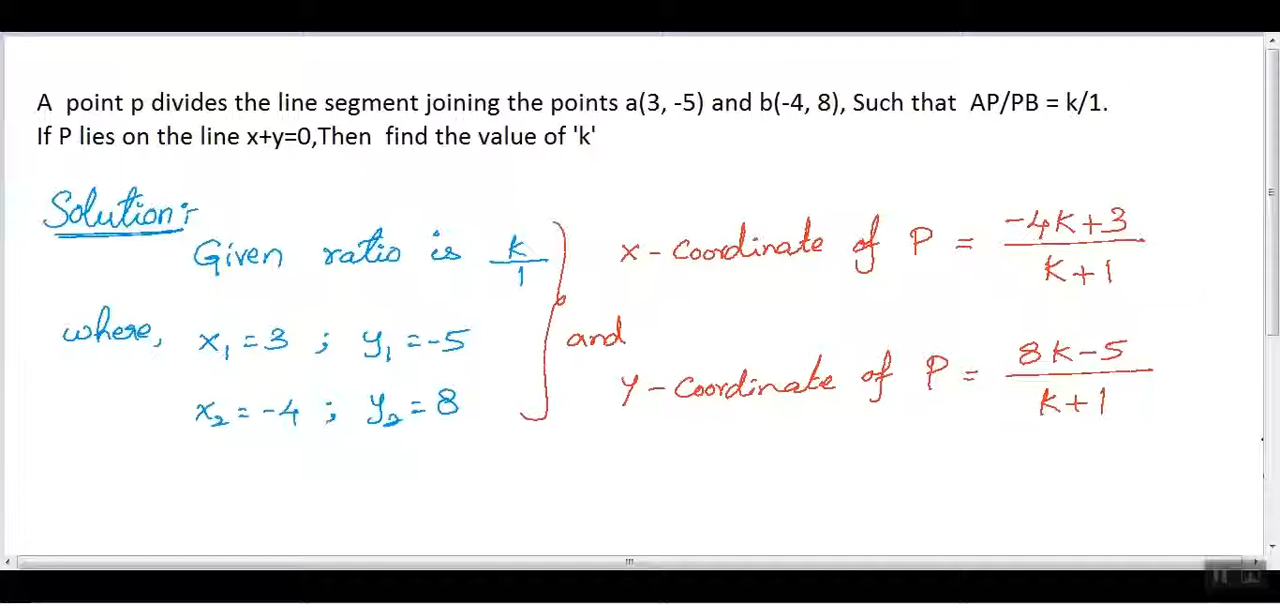 A point p divides the line segment joining the points a(3, -5) and b(-4, 8), Such that AP/PB = k/1.
If P lies on the line x+y=0,Then find the value of 'k'
Solution:-
Given ratio is k/1
where, x₁ = 3 ; y₁ = -5
x₂ = -4 ; y₂ = 8
x - Coordinate of P = -4k+3 / k+1
and
y - Coordinate of P = 8k-5 / k+1